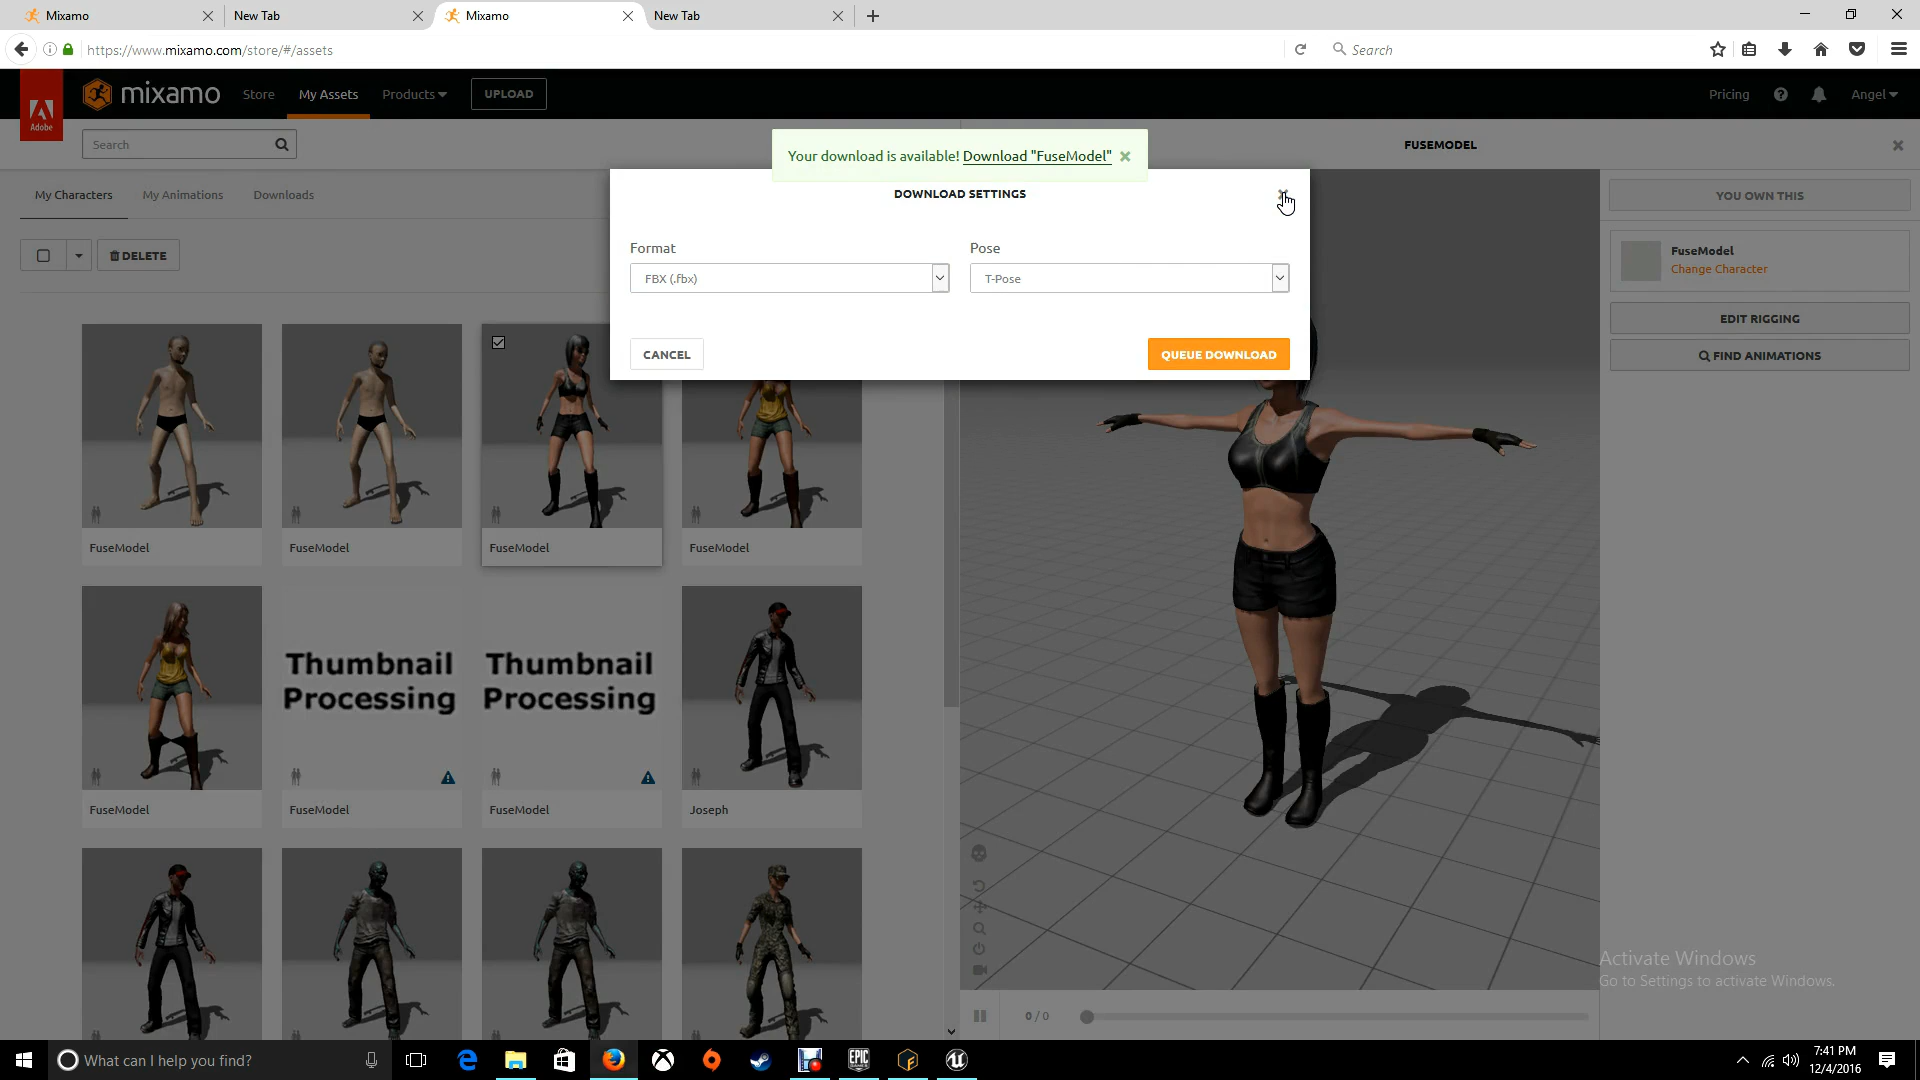 Mixamo
New Tab
Mixamo
New Tab
https://www.mixamo.com/store/#/assets
Search
Adobe
mixamo
Store
My Assets
Products
UPLOAD
Pricing
Angel
Search
Your download is available! Download "FuseModel"
FUSEMODEL
My Characters
My Animations
Downloads
DOWNLOAD SETTINGS
YOU OWN THIS
DELETE
Format
Pose
FBX (.fbx)
T-Pose
FuseModel
Change Character
EDIT RIGGING
CANCEL
QUEUE DOWNLOAD
FIND ANIMATIONS
FuseModel
FuseModel
FuseModel
FuseModel
Thumbnail
Processing
Thumbnail
Processing
FuseModel
FuseModel
FuseModel
Joseph
Activate Windows
Go to Settings to activate Windows.
0 / 0
What can I help you find?
EPIC
GAMES
7:41 PM
12/4/2016